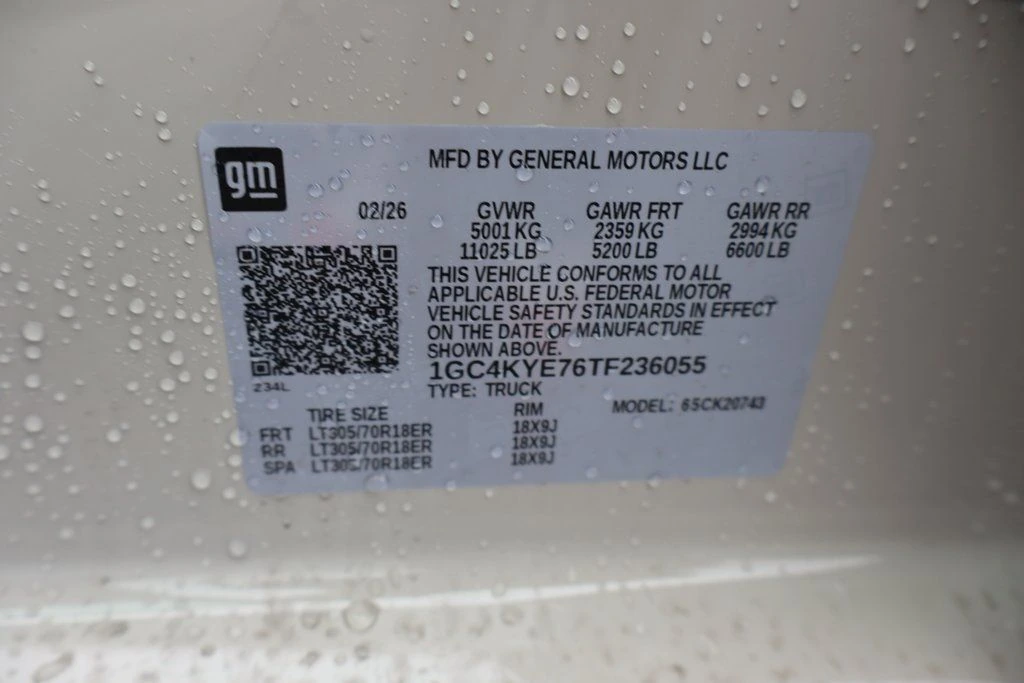 gm
MFD BY GENERAL MOTORS LLC
02/26
GVWR GAWR FRT GAWR RR
5001 KG 2359 KG 2994 KG
11025 LB 5200 LB 6600 LB
THIS VEHICLE CONFORMS TO ALL
APPLICABLE U.S. FEDERAL MOTOR
VEHICLE SAFETY STANDARDS IN EFFECT
ON THE DATE OF MANUFACTURE
SHOWN ABOVE.
1GC4KYE76TF236055
234L
TYPE: TRUCK
MODEL: 65CK20743
TIRE SIZE RIM
FRT LT305/70R18ER 18X9J
RR LT305/70R18ER 18X9J
SPA LT305/70R18ER 18X9J